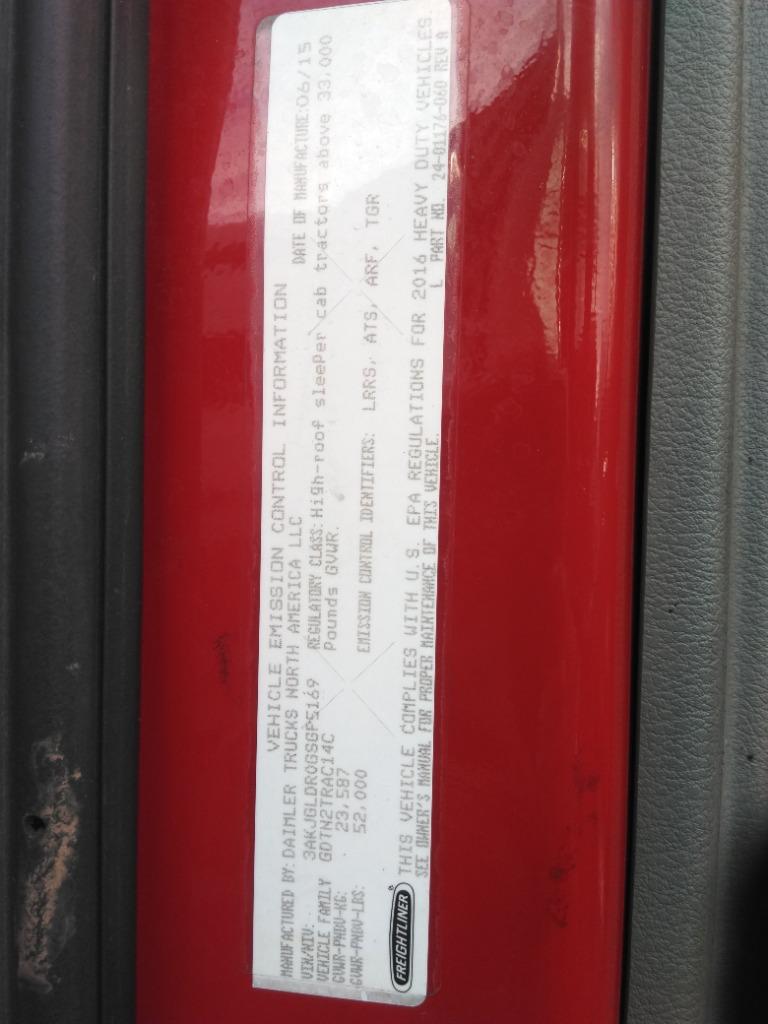 VEHICLE EMISSION CONTROL INFORMATION
MANUFACTURED BY: DAIMLER TRUCKS NORTH AMERICA LLC DATE OF MANUFACTURE: 06/15
VIN/NIV: 3AKJGLDR0GSGP5169 REGULATORY CLASS: High-roof sleeper cab tractors above 33,000
VEHICLE FAMILY GDTN2TRAC14C Pounds GVWR.
GVWR-PNBV-KG: 23,587
GVWR-PNBV-LBS: 52,000 EMISSION CONTROL IDENTIFIERS: LRRS, ATS, ARF, TGR
THIS VEHICLE COMPLIES WITH U.S. EPA REGULATIONS FOR 2016 HEAVY DUTY VEHICLES.
SEE OWNER'S MANUAL FOR PROPER MAINTENANCE OF THIS VEHICLE. L PART NO. 24-01176-060 REV A
FREIGHTLINER